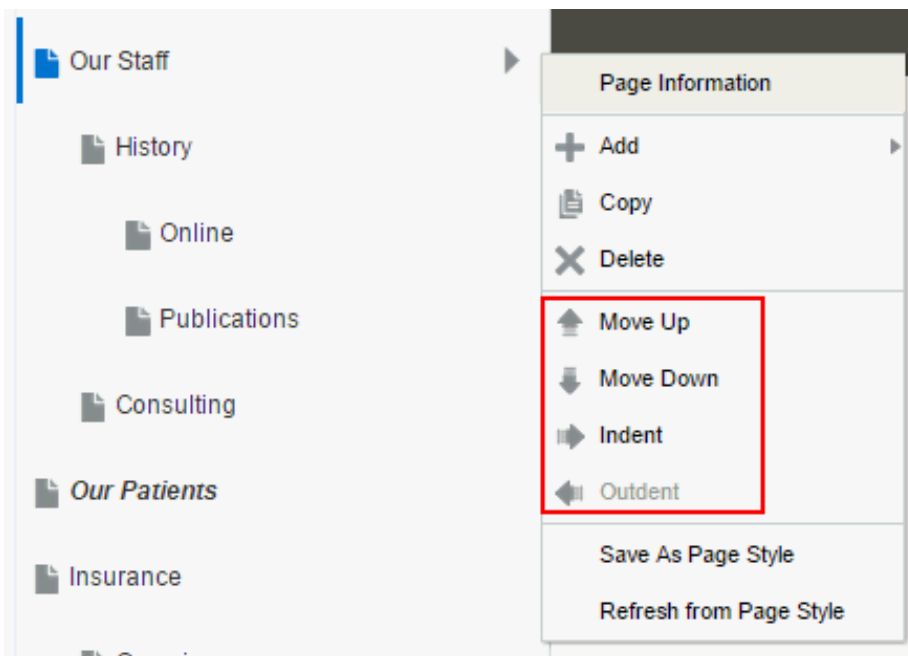 Our Staff
History
Online
Publications
Consulting
Our Patients
Insurance
Page Information
Add
Copy
Delete
Move Up
Move Down
Indent
Outdent
Save As Page Style
Refresh from Page Style